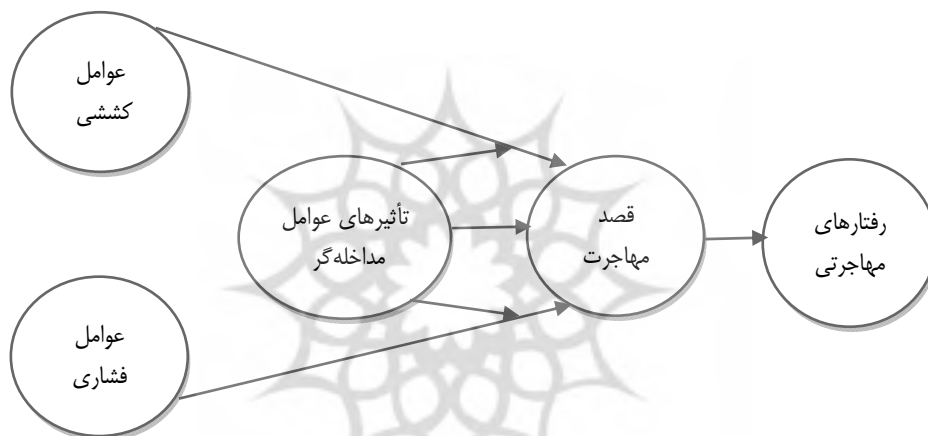 عوامل
کششی
تأثیرهای عوامل
مداخله‌گر
قصد
مهاجرت
رفتارهای
مهاجرتی
عوامل
فشاری